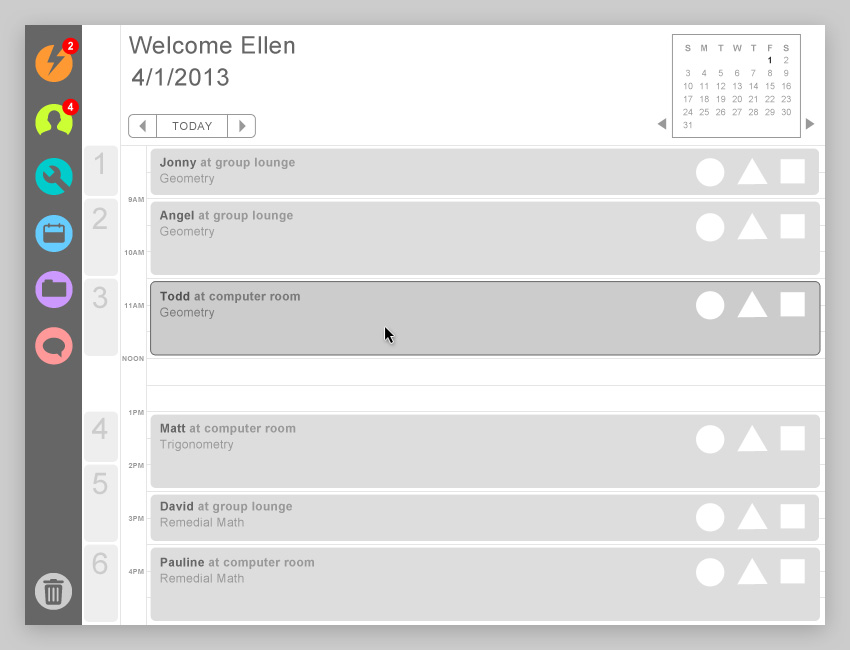 2
4
Welcome Ellen
4/1/2013
TODAY
S M T W T F S
1 2
3 4 5 6 7 8 9
10 11 12 13 14 15 16
17 18 19 20 21 22 23
24 25 26 27 28 29 30
31
1
Jonny at group lounge
Geometry
9AM
2
Angel at group lounge
Geometry
10AM
3
Todd at computer room
Geometry
11AM
NOON
1PM
4
Matt at computer room
Trigonometry
2PM
5
David at group lounge
Remedial Math
3PM
6
Pauline at computer room
Remedial Math
4PM